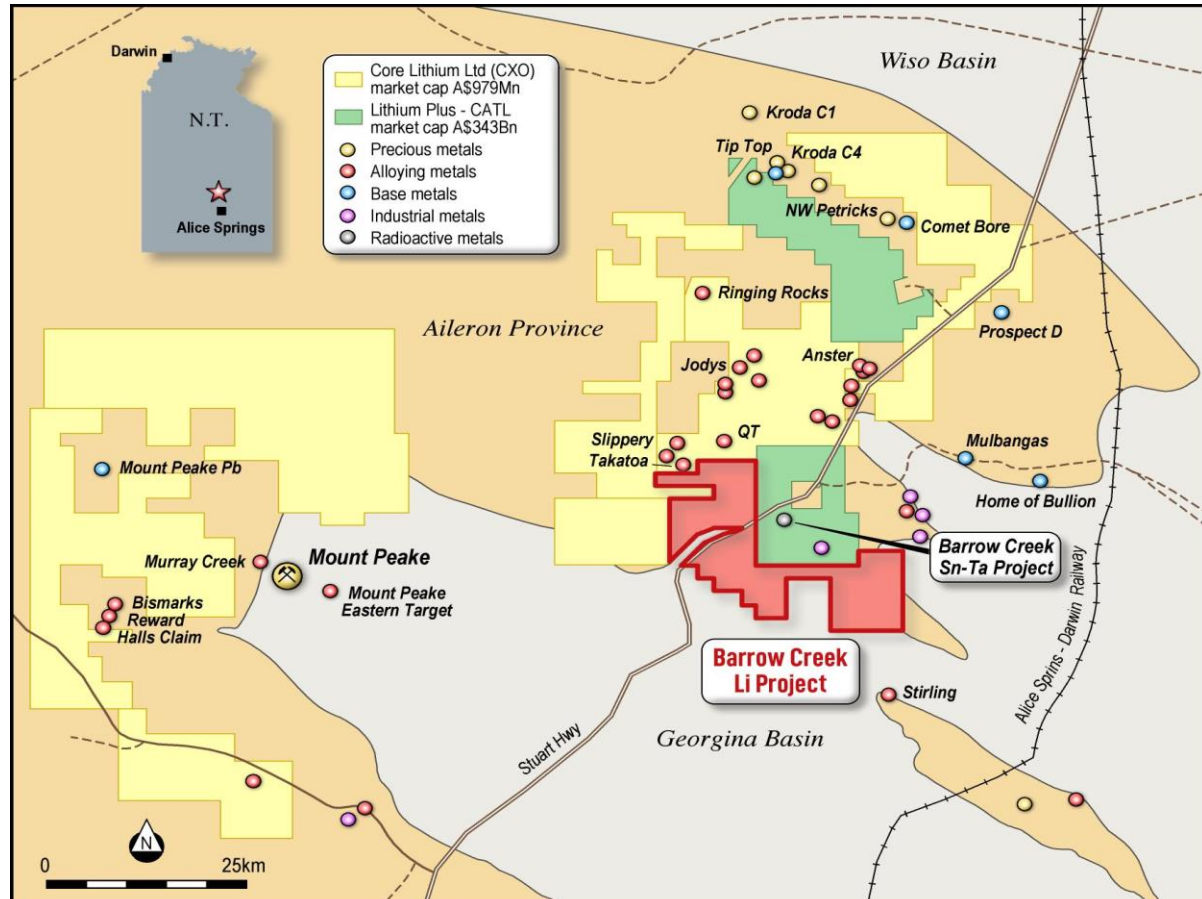 Darwin
N.T.
Alice Springs
Core Lithium Ltd (CXO)
market cap A$979Mn
Lithium Plus - CATL
market cap A$343Bn
Precious metals
Alloying metals
Base metals
Industrial metals
Radioactive metals
Wiso Basin
Kroda C1
Tip Top
Kroda C4
NW Petricks
Comet Bore
Ringing Rocks
Prospect D
Aileron Province
Jodys
Anster
Slippery
QT
Takatoa
Mulbangas
Mount Peake Pb
Home of Bullion
Murray Creek
Mount Peake
Barrow Creek
Sn-Ta Project
Mount Peake
Eastern Target
Bismarks
Reward
Halls Claim
Barrow Creek
Li Project
Stirling
Alice Sprins - Darwin Railway
Stuart Hwy
Georgina Basin
N
0 25km